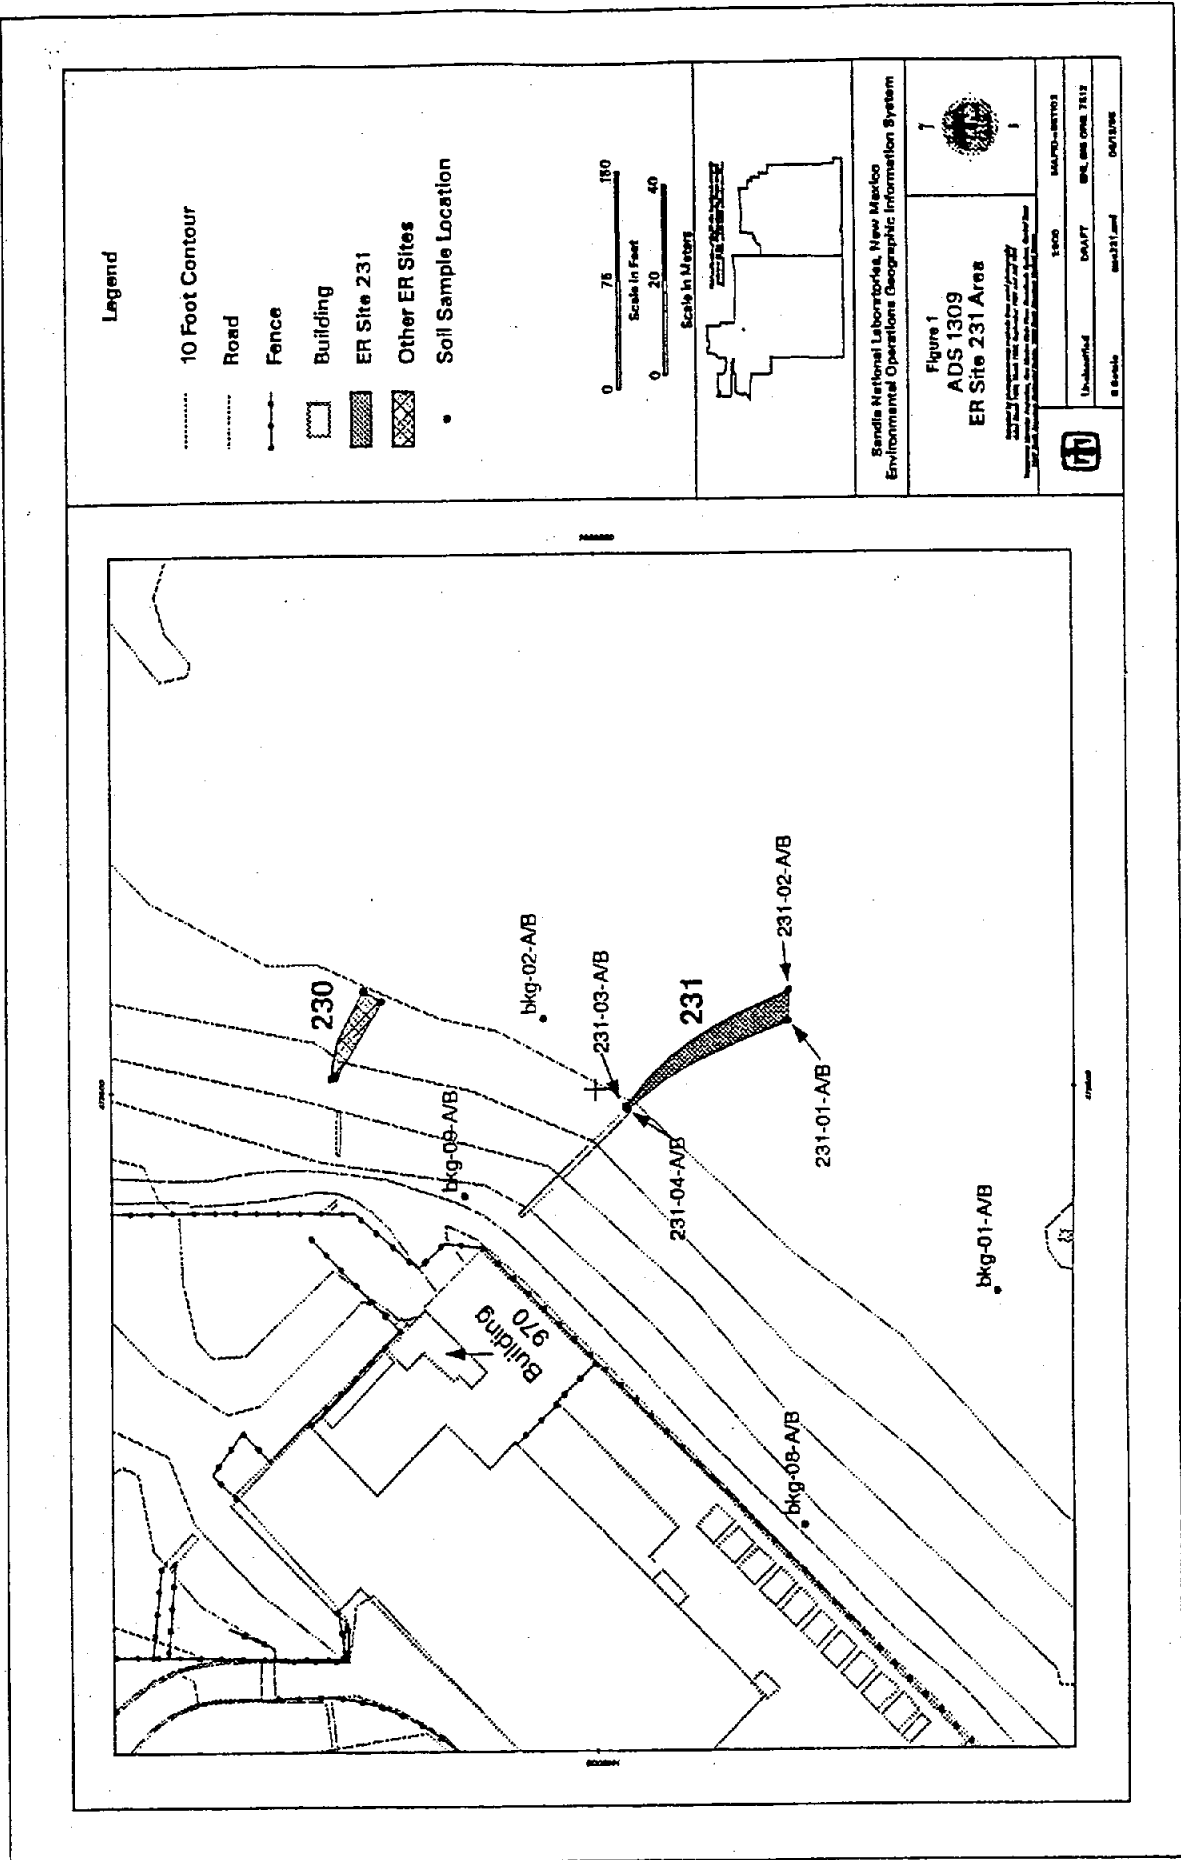 Legend
10 Foot Contour
Road
Fence
Building
ER Site 231
Other ER Sites
Soil Sample Location
0 75 150
Scale in Feet
0 20 40
Scale in Meters
Sandia National Laboratories, New Mexico
Environmental Operations Geographic Information System
Figure 1
ADS 1309
ER Site 231 Area
Unclassified
DRAFT
230
bkg-02-A/B
231-03-A/B
231
231-02-A/B
bkg-09-A/B
231-04-A/B
231-01-A/B
bkg-01-A/B
Building
970
bkg-08-A/B